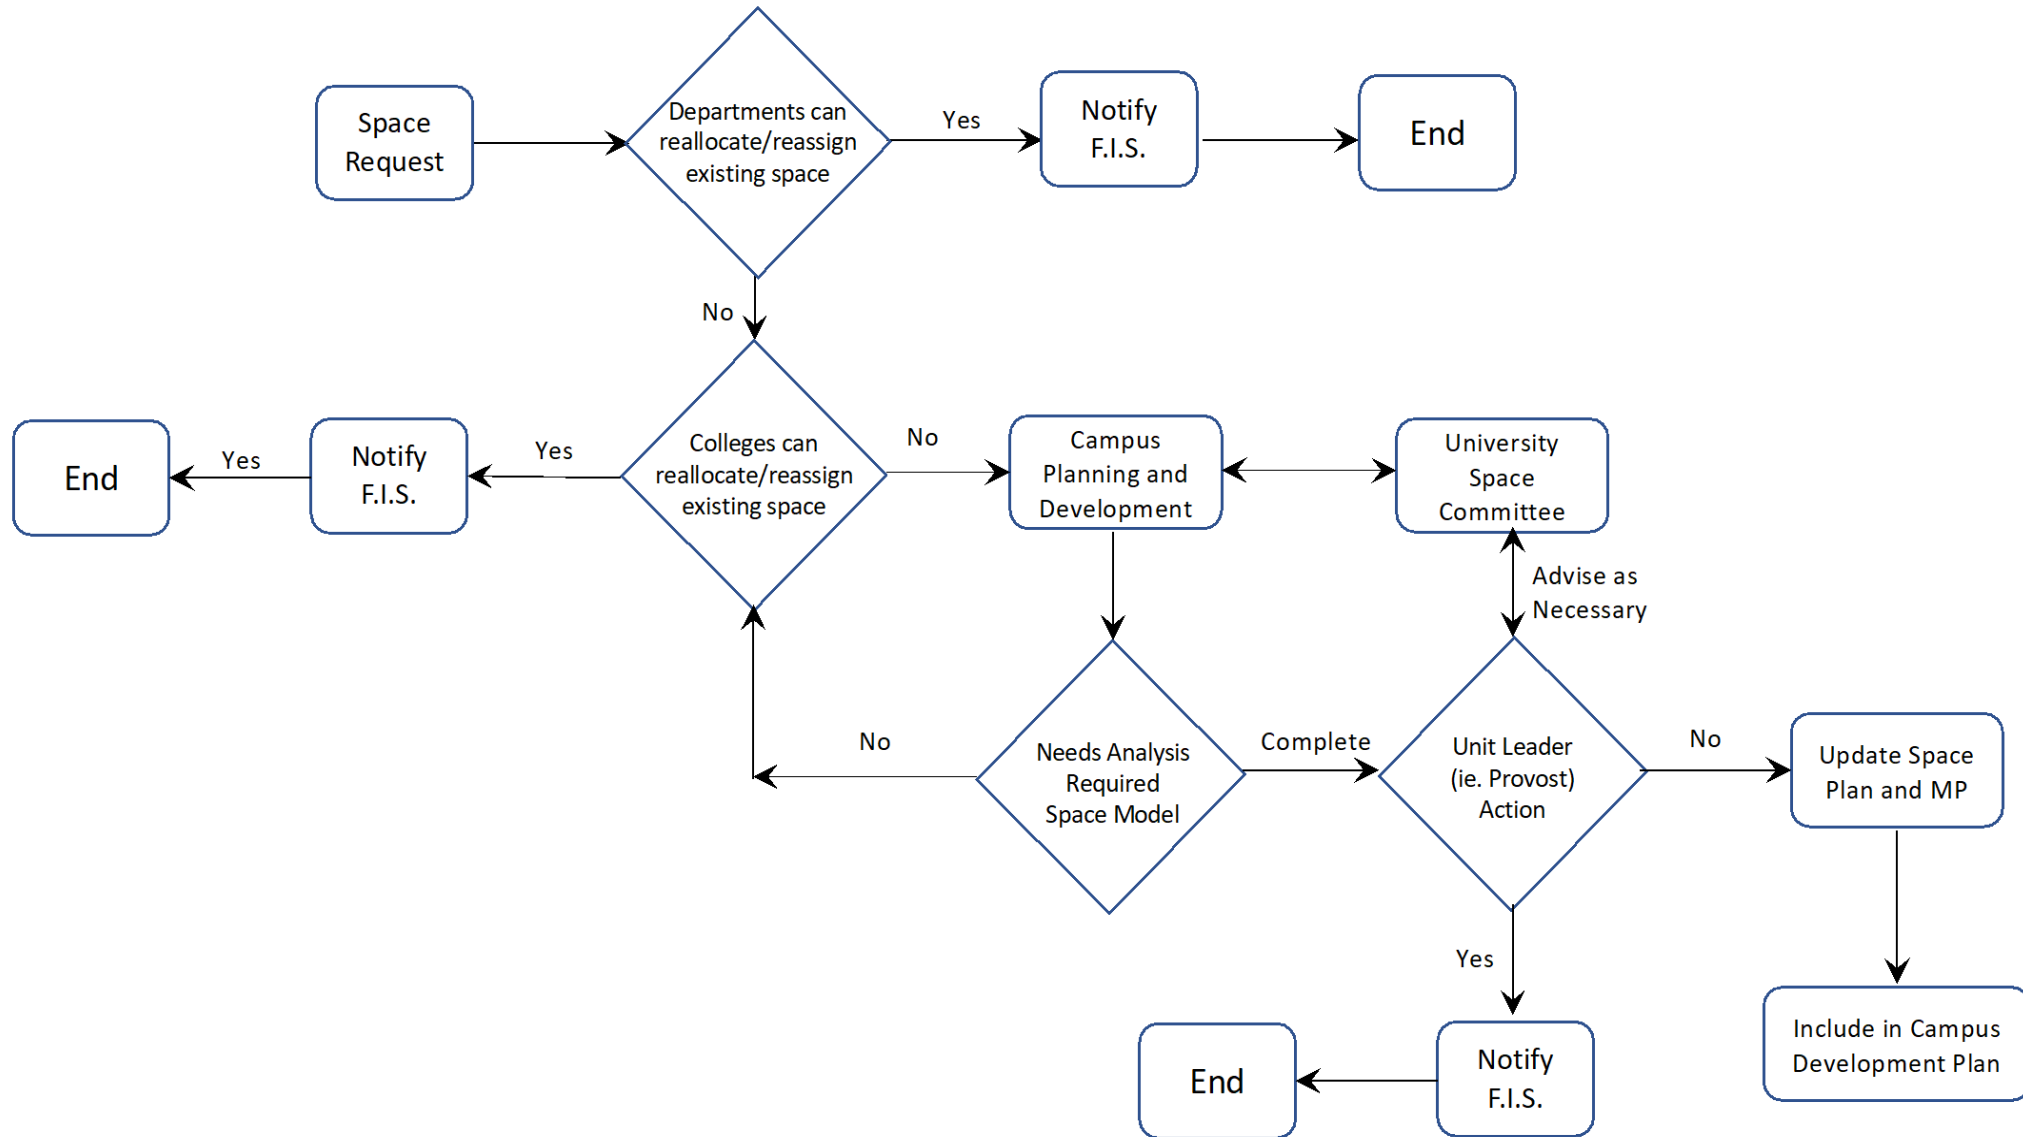 Space
Request
Departments can
reallocate/reassign
existing space
Yes
Notify
F.I.S.
End
No
End
Yes
Notify
F.I.S.
Yes
Colleges can
reallocate/reassign
existing space
No
Campus
Planning and
Development
University
Space
Committee
Advise as
Necessary
No
Needs Analysis
Required
Space Model
Complete
Unit Leader
(ie. Provost)
Action
No
Update Space
Plan and MP
Yes
End
Notify
F.I.S.
Include in Campus
Development Plan